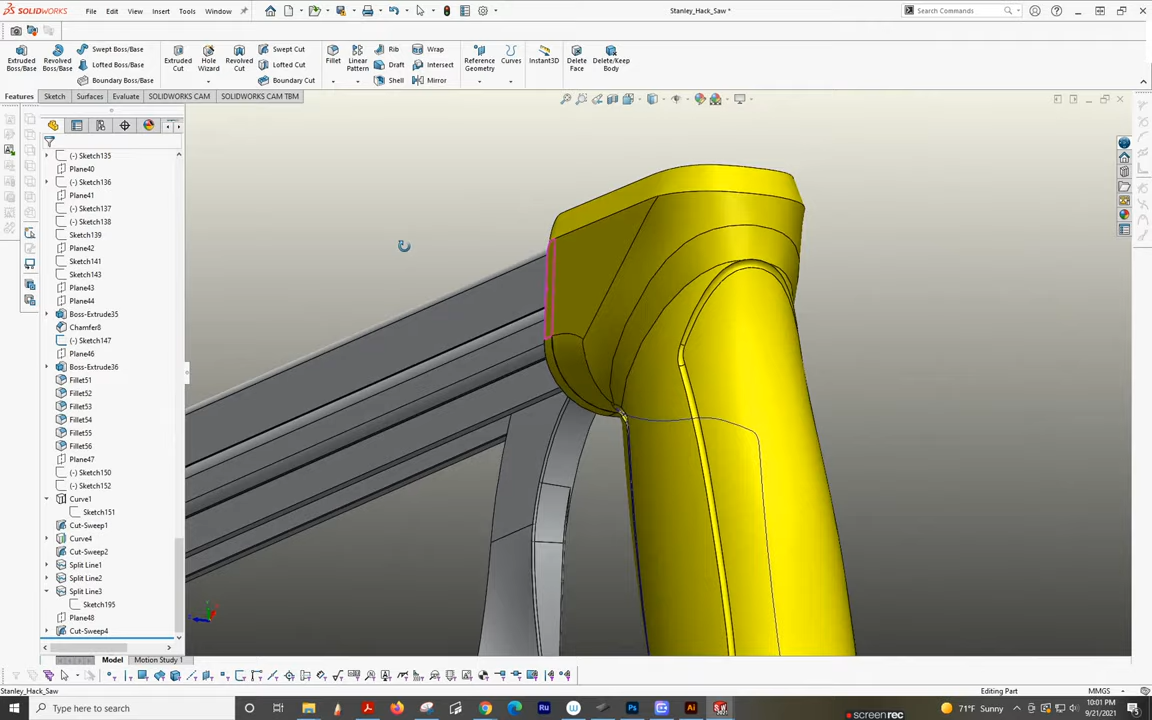 SOLIDWORKS
File
Edit
View
Insert
Tools
Window
Stanley_Hack_Saw *
Search Commands
Extruded Boss/Base
Revolved Boss/Base
Swept Boss/Base
Lofted Boss/Base
Boundary Boss/Base
Extruded Cut
Hole Wizard
Revolved Cut
Swept Cut
Lofted Cut
Boundary Cut
Fillet
Linear Pattern
Rib
Draft
Shell
Wrap
Intersect
Mirror
Reference Geometry
Curves
Instant3D
Delete Face
Delete/Keep Body
Features
Sketch
Surfaces
Evaluate
SOLIDWORKS CAM
SOLIDWORKS CAM TBM
(-) Sketch135
Plane40
(-) Sketch136
Plane41
(-) Sketch137
(-) Sketch138
Sketch139
Plane42
Sketch141
Sketch143
Plane43
Plane44
Boss-Extrude35
Chamfer8
(-) Sketch147
Plane46
Boss-Extrude36
Fillet51
Fillet52
Fillet53
Fillet54
Fillet55
Fillet56
Plane47
(-) Sketch150
(-) Sketch152
Curve1
Sketch151
Cut-Sweep1
Curve4
Cut-Sweep2
Split Line1
Split Line2
Split Line3
Sketch195
Plane48
Cut-Sweep4
Model
Motion Study 1
Stanley_Hack_Saw
Editing Part
MMGS
Type here to search
71°F Sunny
10:01 PM
9/21/2021
screenrec